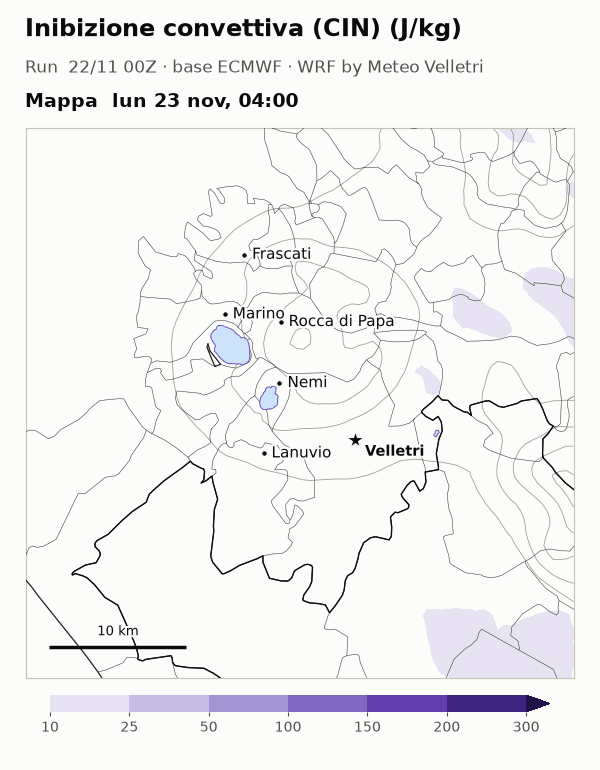 Inibizione convettiva (CIN) (J/kg)
Run  22/11 00Z · base ECMWF · WRF by Meteo Velletri
Mappa  lun 23 nov, 04:00
Frascati
Marino
Rocca di Papa
Nemi
Velletri
Lanuvio
10 km
10 25 50 100 150 200 300